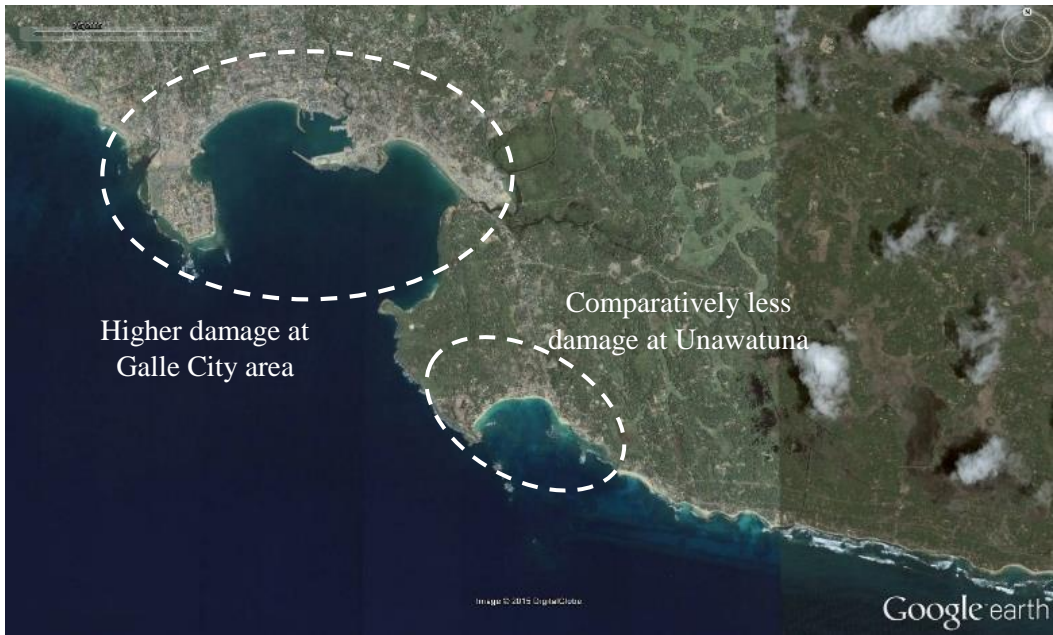 N
Comparatively less
damage at Unawatuna
Higher damage at
Galle City area
Image © 2015 DigitalGlobe
Google earth